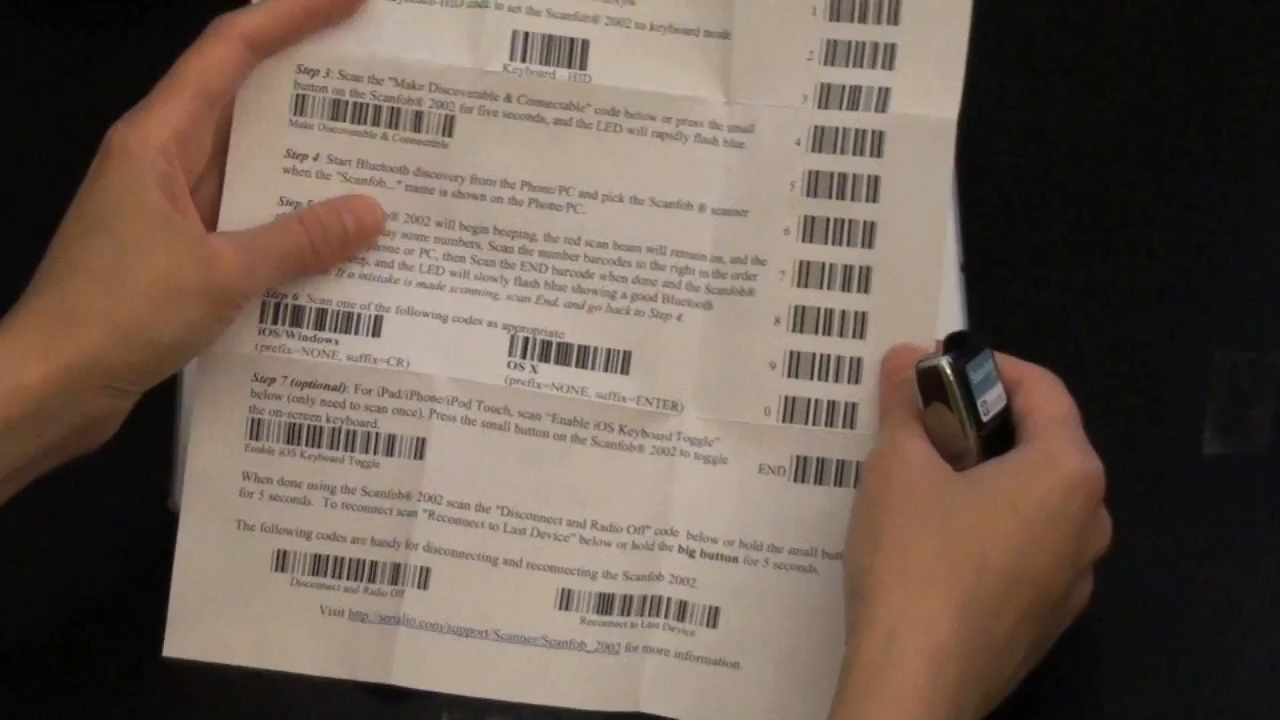 code to set the Scanfob® 2002 to keyboard mode
Keyboard - HID
Step 3: Scan the "Make Discoverable & Connectable" code below or press the small
button on the Scanfob® 2002 for five seconds, and the LED will rapidly flash blue.
Make Discoverable & Connectable
Step 4: Start Bluetooth discovery from the Phone/PC and pick the Scanfob ® scanner
when the "Scanfob..." name is shown on the Phone/PC.
Step 5
® 2002 will begin beeping, the red scan beam will remain on, and the
some numbers, Scan the number barcodes to the right in the order
or PC, then Scan the END barcode when done and the Scanfob®
and the LED will slowly flash blue showing a good Bluetooth
If a mistake is made scanning, scan End, and go back to Step 4.
Step 6: Scan one of the following codes as appropriate
iOS/Windows
(prefix=NONE, suffix=CR)
OS X
(prefix=NONE, suffix=ENTER)
Step 7 (optional): For iPad/iPhone/iPod Touch, scan "Enable iOS Keyboard Toggle"
below (only need to scan once). Press the small button on the Scanfob® 2002 to toggle
the on-screen keyboard.
Enable iOS Keyboard Toggle
When done using the Scanfob® 2002 scan the "Disconnect and Radio Off" code below or hold the small
for 5 seconds. To reconnect scan "Reconnect to Last Device" below or hold the big button for 5 seconds.
The following codes are handy for disconnecting and reconnecting the Scanfob 2002.
Disconnect and Radio Off
Reconnect to Last Device
Visit http://serialio.com/support/Scanner/Scanfob_2002 for more information.
1
2
3
4
5
6
7
8
9
0
END